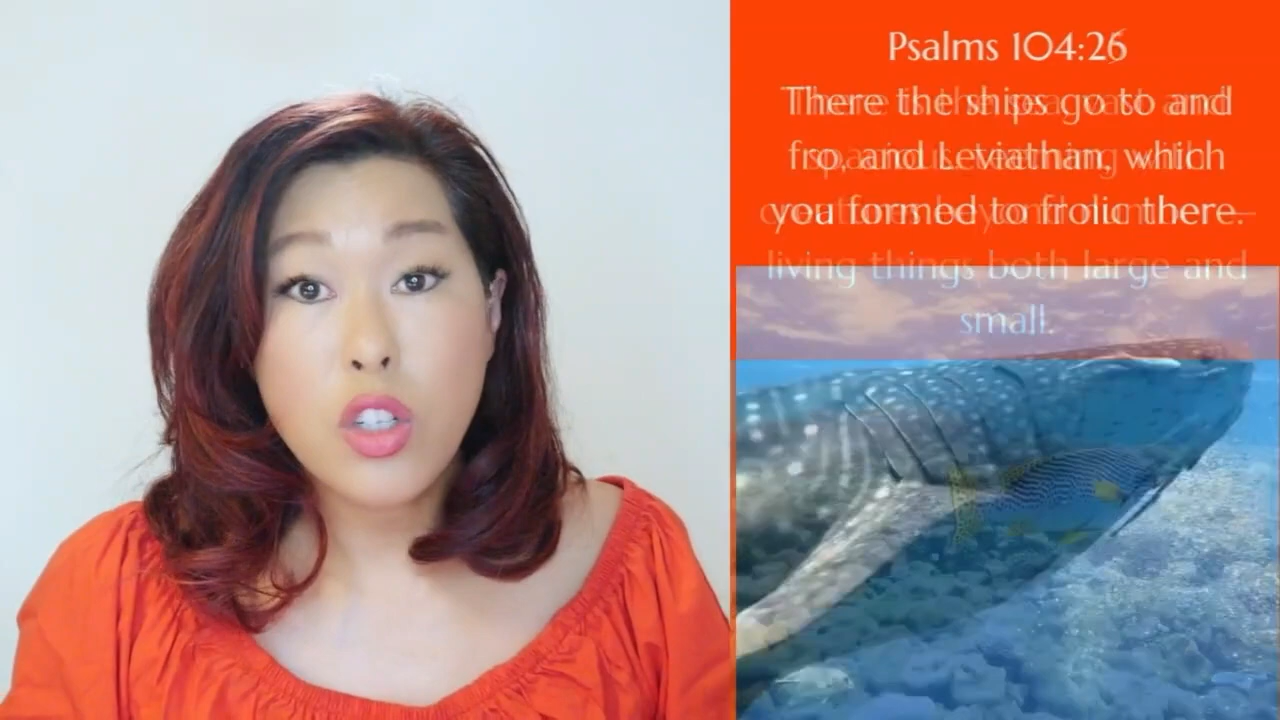 Psalms 104:26
There the ships go to and
fro, and Leviathan, which
you formed to frolic there.
living things both large and
small.